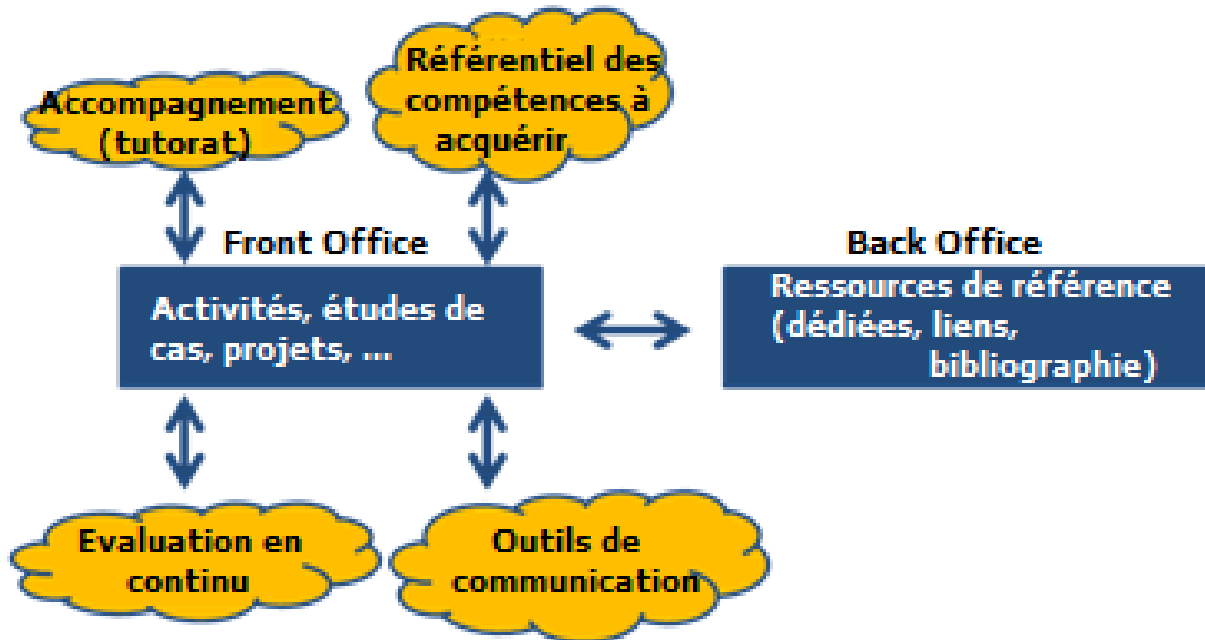 Accompagnement
(tutorat)
Référentiel des
compétences à
acquérir
Front Office
Activités, études de
cas, projets, ...
Back Office
Ressources de référence
(dédiées, liens,
bibliographie)
Evaluation en
continu
Outils de
communication